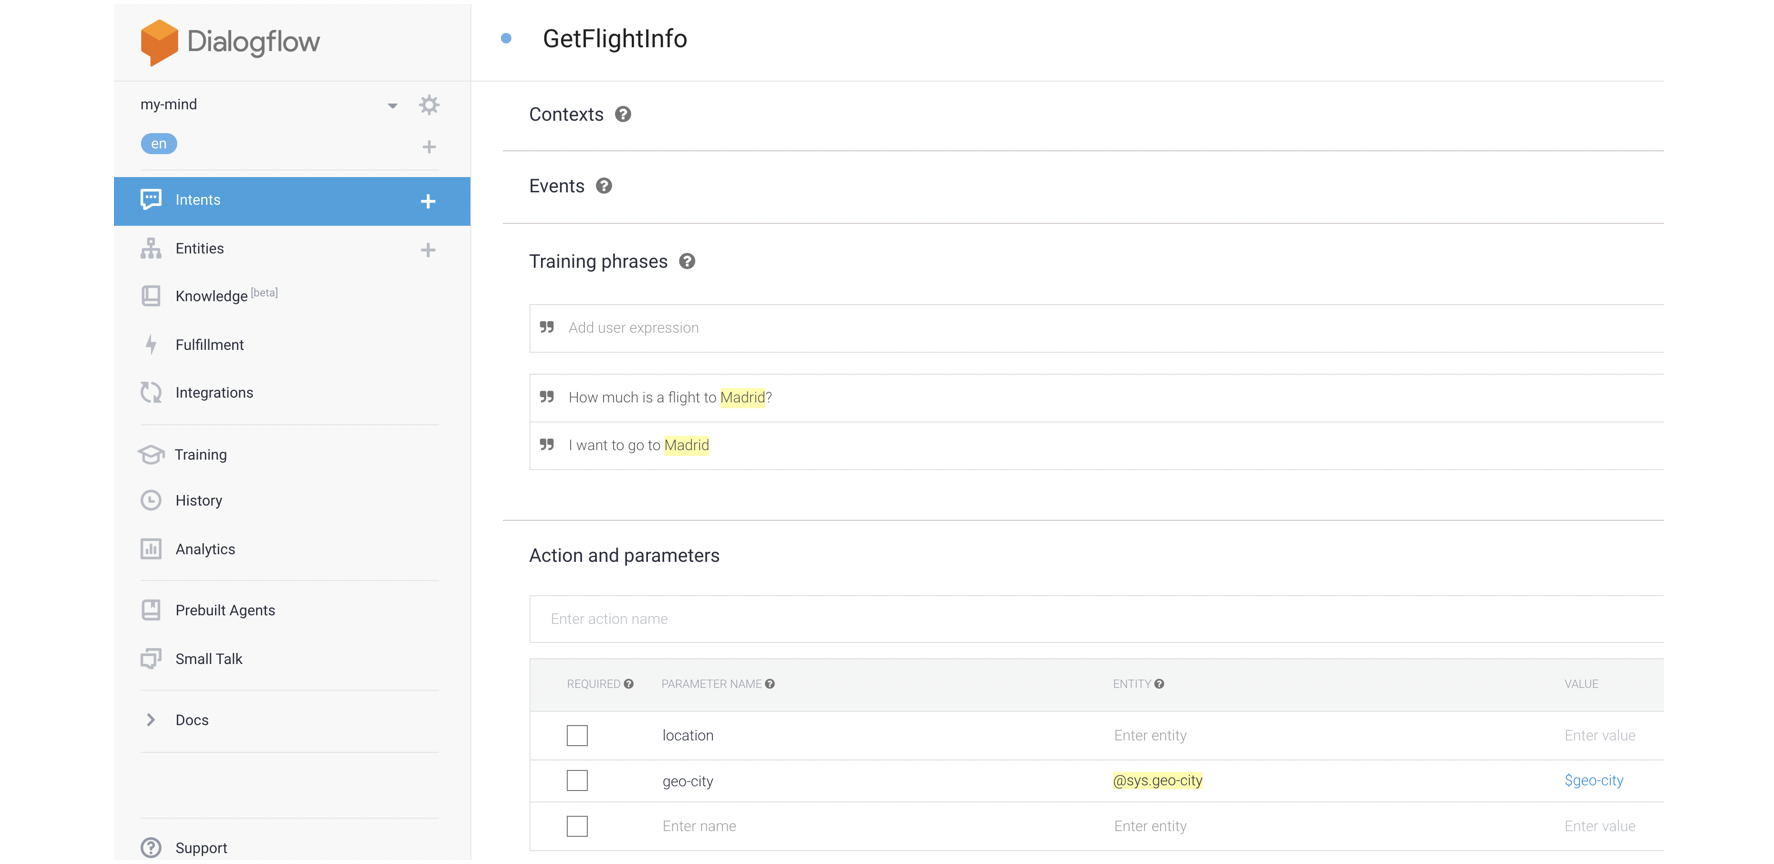 Dialogflow
my-mind
en
Intents
Entities
Knowledge [beta]
Fulfillment
Integrations
Training
History
Analytics
Prebuilt Agents
Small Talk
Docs
Support
GetFlightInfo
Contexts
Events
Training phrases
Add user expression
How much is a flight to Madrid?
I want to go to Madrid
Action and parameters
Enter action name
REQUIRED PARAMETER NAME ENTITY VALUE
location Enter entity Enter value
geo-city @sys.geo-city $geo-city
Enter name Enter entity Enter value